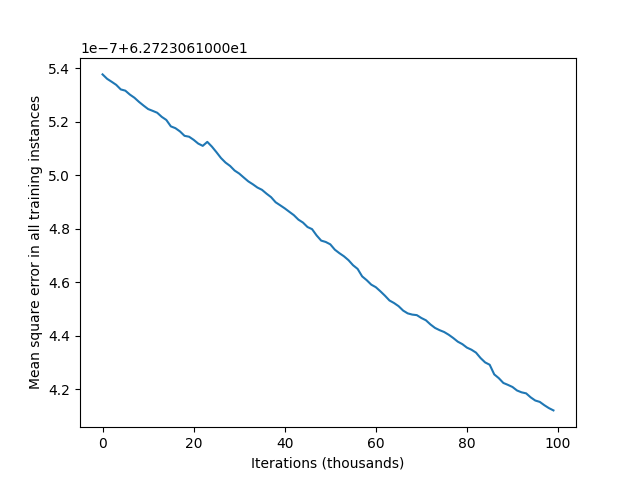 1e−7+6.2723061000e1
5.4
5.2
5.0
4.8
4.6
4.4
4.2
Mean square error in all training instances
0 20 40 60 80 100
Iterations (thousands)